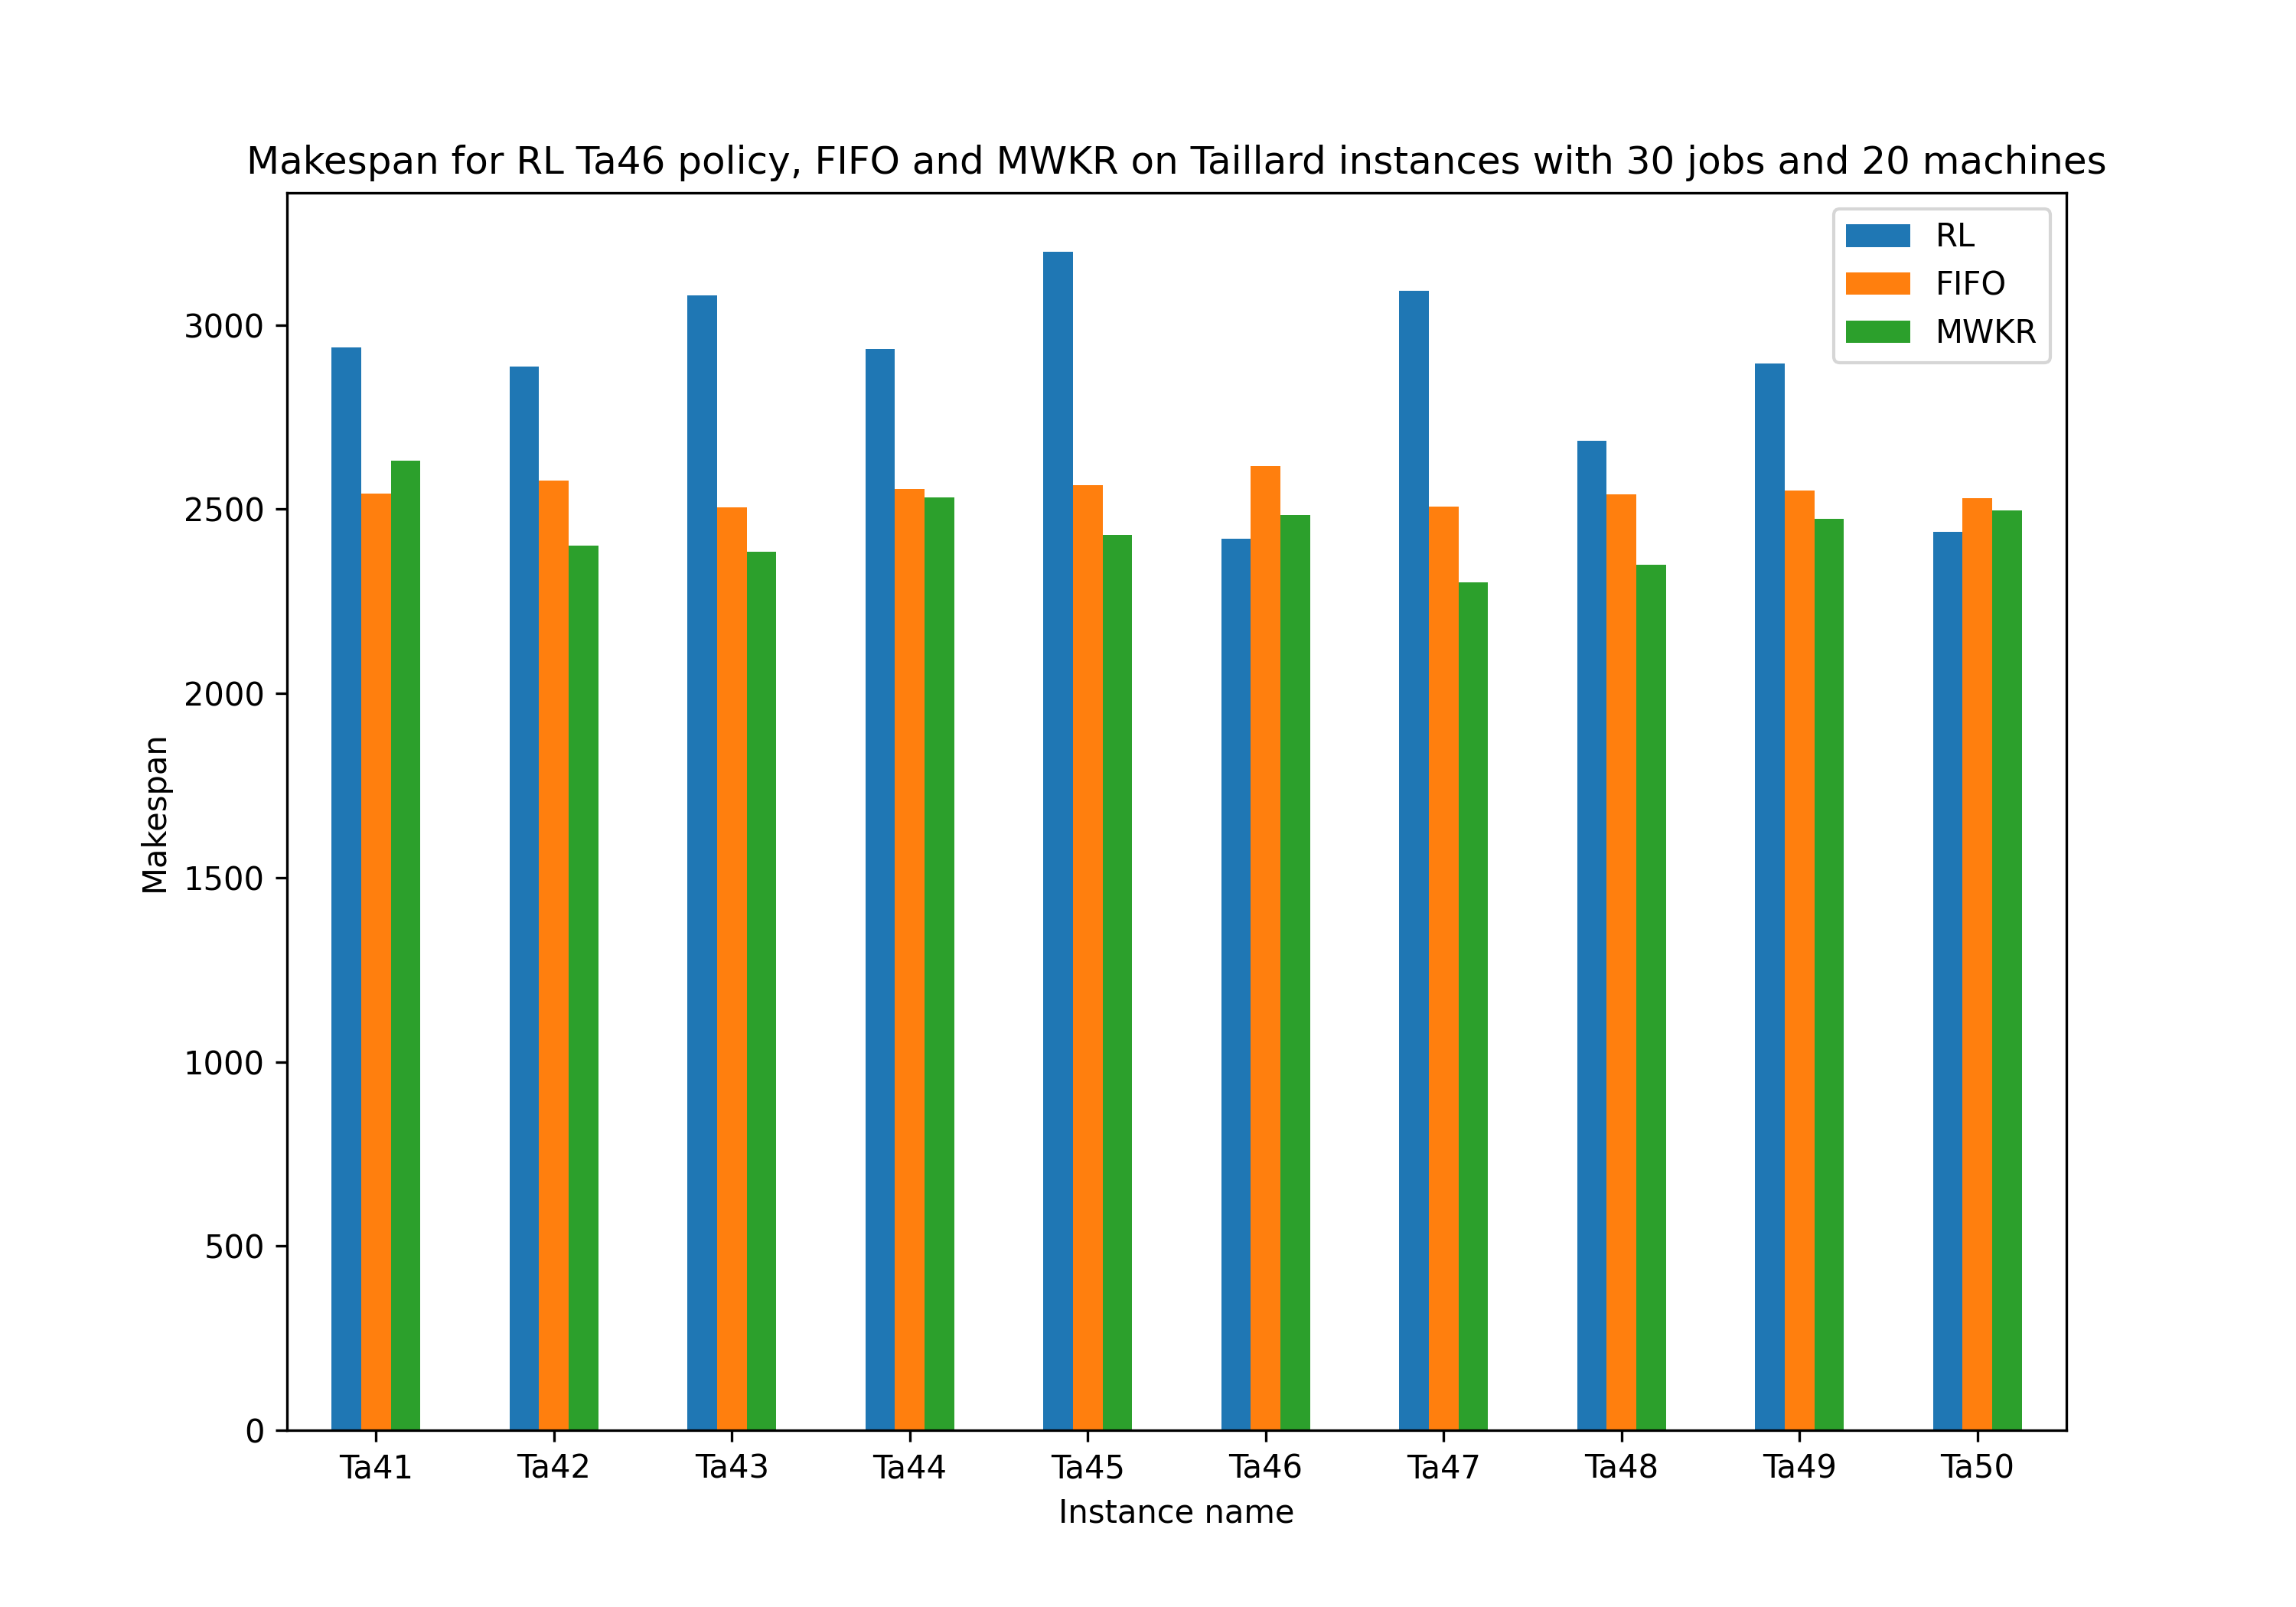 Makespan for RL Ta46 policy, FIFO and MWKR on Taillard instances with 30 jobs and 20 machines
RL
FIFO
MWKR
3000
2500
2000
1500
1000
500
0
Makespan
Ta41 Ta42 Ta43 Ta44 Ta45 Ta46 Ta47 Ta48 Ta49 Ta50
Instance name